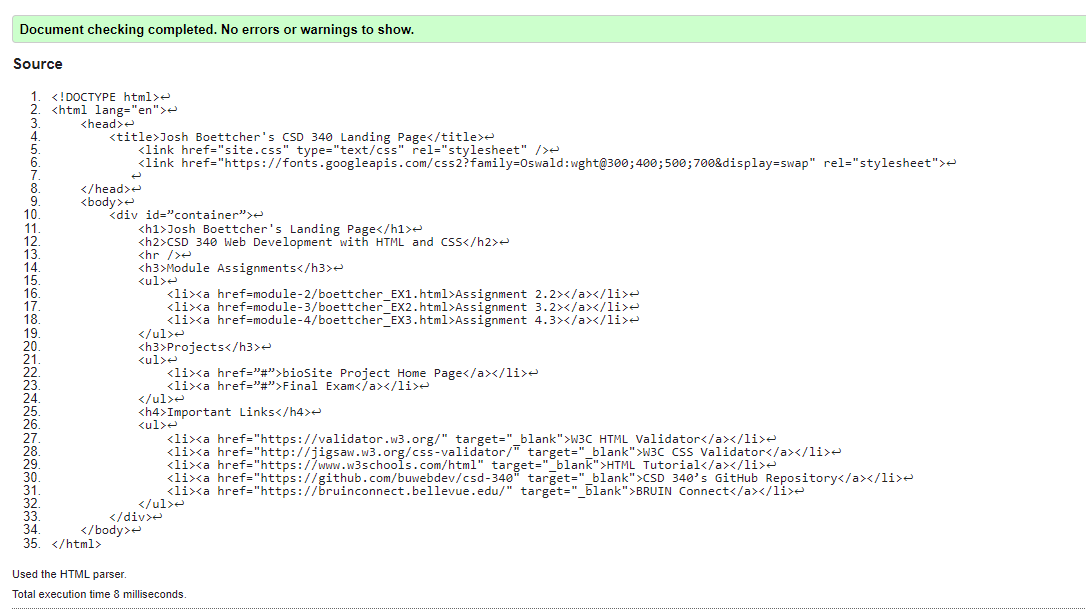 Document checking completed. No errors or warnings to show.
Source
1. <!DOCTYPE html>↩
2. <html lang="en">↩
3. <head>↩
4. <title>Josh Boettcher's CSD 340 Landing Page</title>↩
5. <link href="site.css" type="text/css" rel="stylesheet" />↩
6. <link href="https://fonts.googleapis.com/css2?family=Oswald:wght@300;400;500;700&display=swap" rel="stylesheet">↩
7. ↩
8. </head>↩
9. <body>↩
10. <div id=”container”>↩
11. <h1>Josh Boettcher's Landing Page</h1>↩
12. <h2>CSD 340 Web Development with HTML and CSS</h2>↩
13. <hr />↩
14. <h3>Module Assignments</h3>↩
15. <ul>↩
16. <li><a href=module-2/boettcher_EX1.html>Assignment 2.2></a></li>↩
17. <li><a href=module-3/boettcher_EX2.html>Assignment 3.2></a></li>↩
18. <li><a href=module-4/boettcher_EX3.html>Assignment 4.3></a></li>↩
19. </ul>↩
20. <h3>Projects</h3>↩
21. <ul>↩
22. <li><a href=”#”>bioSite Project Home Page</a></li>↩
23. <li><a href=”#”>Final Exam</a></li>↩
24. </ul>↩
25. <h4>Important Links</h4>↩
26. <ul>↩
27. <li><a href="https://validator.w3.org/" target="_blank">W3C HTML Validator</a></li>↩
28. <li><a href="http://jigsaw.w3.org/css-validator/" target="_blank">W3C CSS Validator</a></li>↩
29. <li><a href="https://www.w3schools.com/html" target="_blank">HTML Tutorial</a></li>↩
30. <li><a href="https://github.com/buwebdev/csd-340" target="_blank">CSD 340’s GitHub Repository</a></li>↩
31. <li><a href="https://bruinconnect.bellevue.edu/" target="_blank">BRUIN Connect</a></li>↩
32. </ul>↩
33. </div>↩
34. </body>↩
35. </html>
Used the HTML parser.
Total execution time 8 milliseconds.